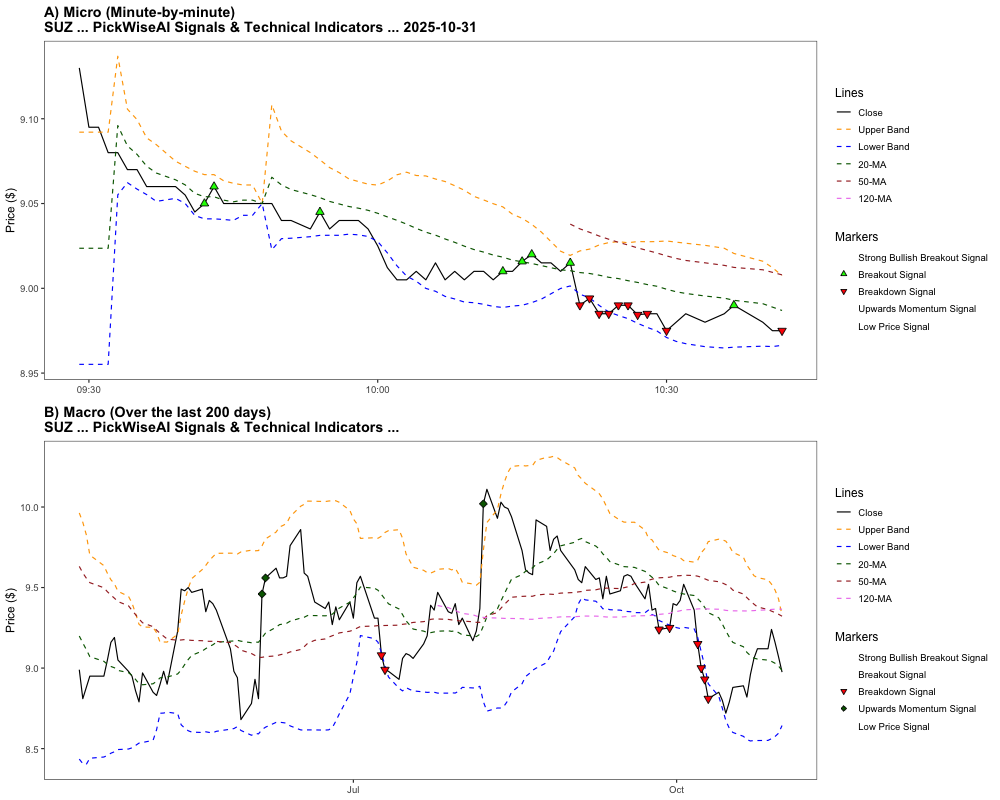 A) Micro (Minute-by-minute)
SUZ ... PickWiseAI Signals & Technical Indicators ... 2025-10-31
Price ($)
9.10
9.05
9.00
8.95
09:30
10:00
10:30
Lines
Close
Upper Band
Lower Band
20-MA
50-MA
120-MA
Markers
Strong Bullish Breakout Signal
Breakout Signal
Breakdown Signal
Upwards Momentum Signal
Low Price Signal
B) Macro (Over the last 200 days)
SUZ ... PickWiseAI Signals & Technical Indicators ...
Price ($)
10.0
9.5
9.0
8.5
Jul
Oct
Lines
Close
Upper Band
Lower Band
20-MA
50-MA
120-MA
Markers
Strong Bullish Breakout Signal
Breakout Signal
Breakdown Signal
Upwards Momentum Signal
Low Price Signal